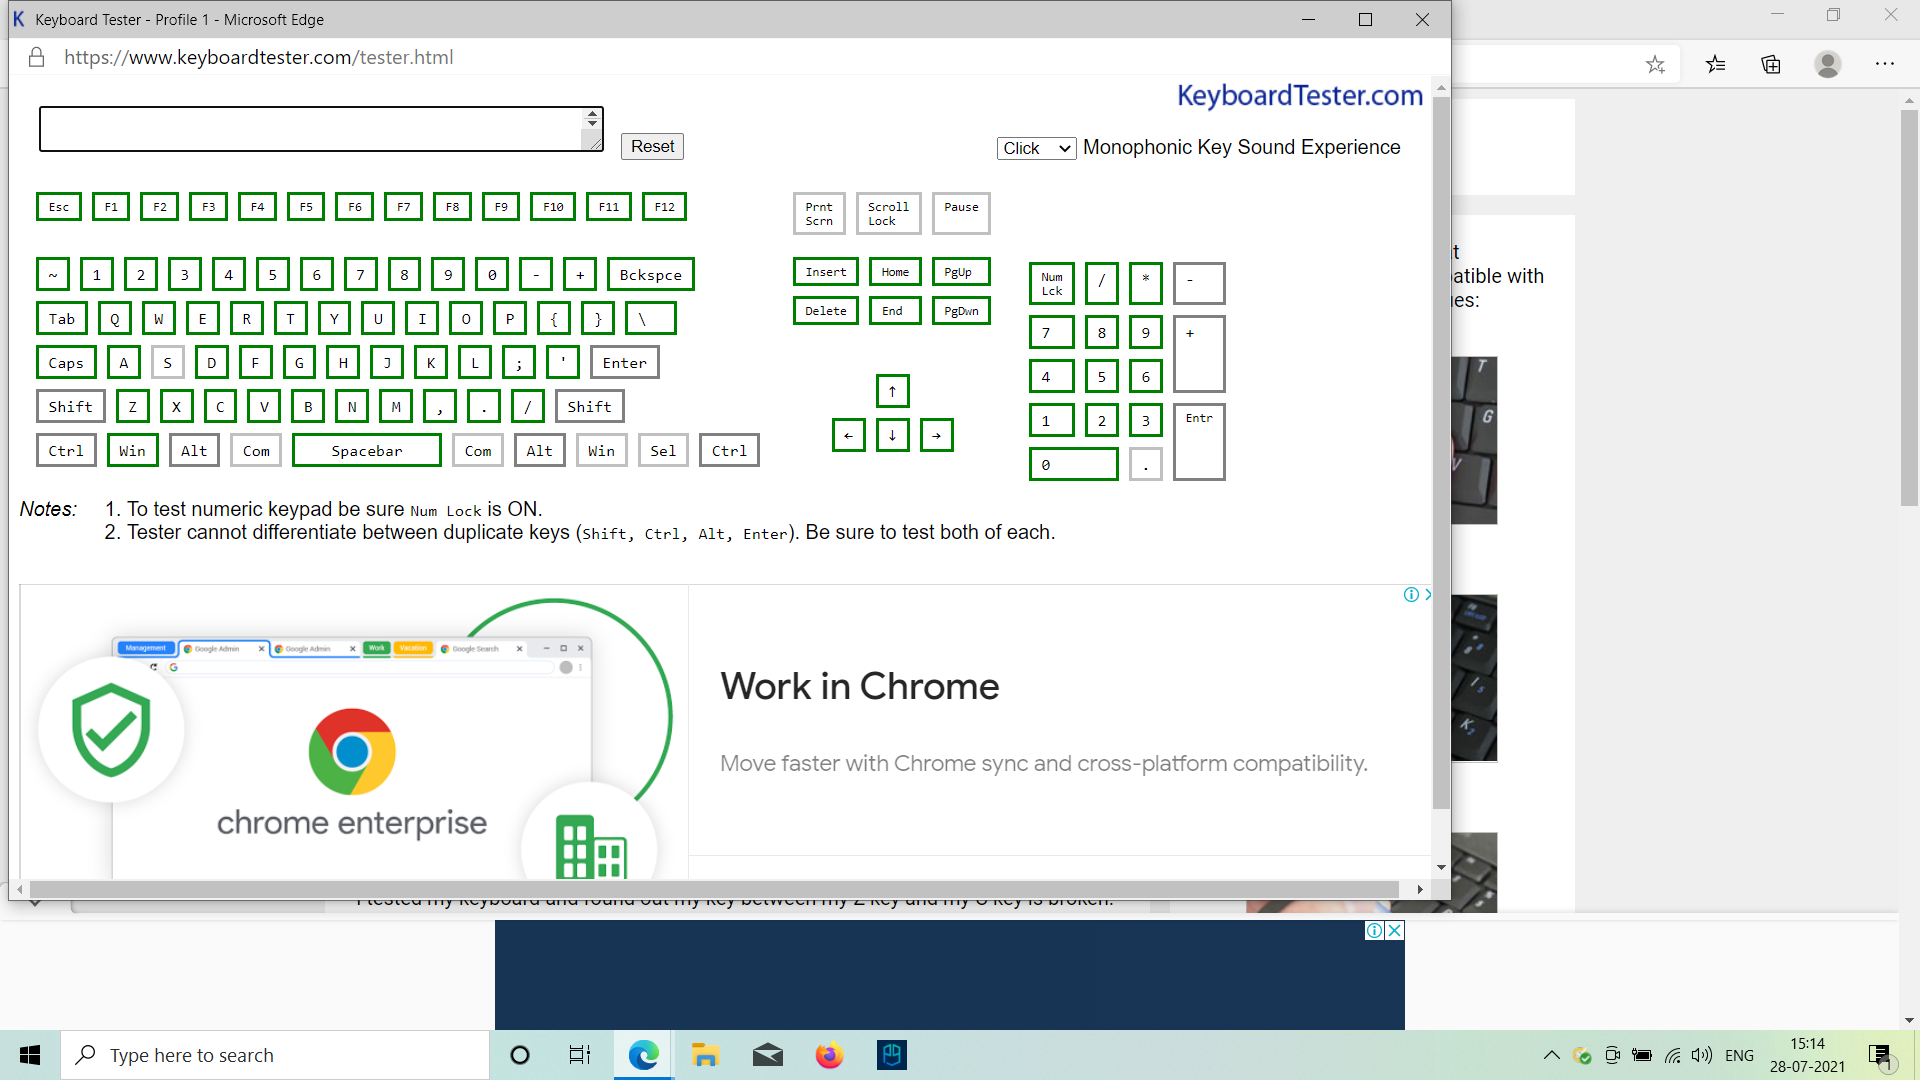 Keyboard Tester - Profile 1 - Microsoft Edge
https://www.keyboardtester.com/tester.html
KeyboardTester.com
Reset
Click Monophonic Key Sound Experience
Esc F1 F2 F3 F4 F5 F6 F7 F8 F9 F10 F11 F12
Prnt Scrn Scroll Lock Pause
~ 1 2 3 4 5 6 7 8 9 0 - + Bckspce
Insert Home PgUp
Num Lck / * -
Tab Q W E R T Y U I O P { } \
Delete End PgDwn
7 8 9 +
Caps A S D F G H J K L ; ' Enter
4 5 6
Shift Z X C V B N M , . / Shift
↑
1 2 3 Entr
Ctrl Win Alt Com Spacebar Com Alt Win Sel Ctrl
← ↓ →
0 .
Notes: 1. To test numeric keypad be sure Num Lock is ON.
2. Tester cannot differentiate between duplicate keys (Shift, Ctrl, Alt, Enter). Be sure to test both of each.
Management Google Admin Google Admin Work Vacation Google Search
chrome enterprise
Work in Chrome
Move faster with Chrome sync and cross-platform compatibility.
I tested my keyboard and found out my key between my Z key and my C key is broken.
Type here to search
ENG
15:14
28-07-2021
1